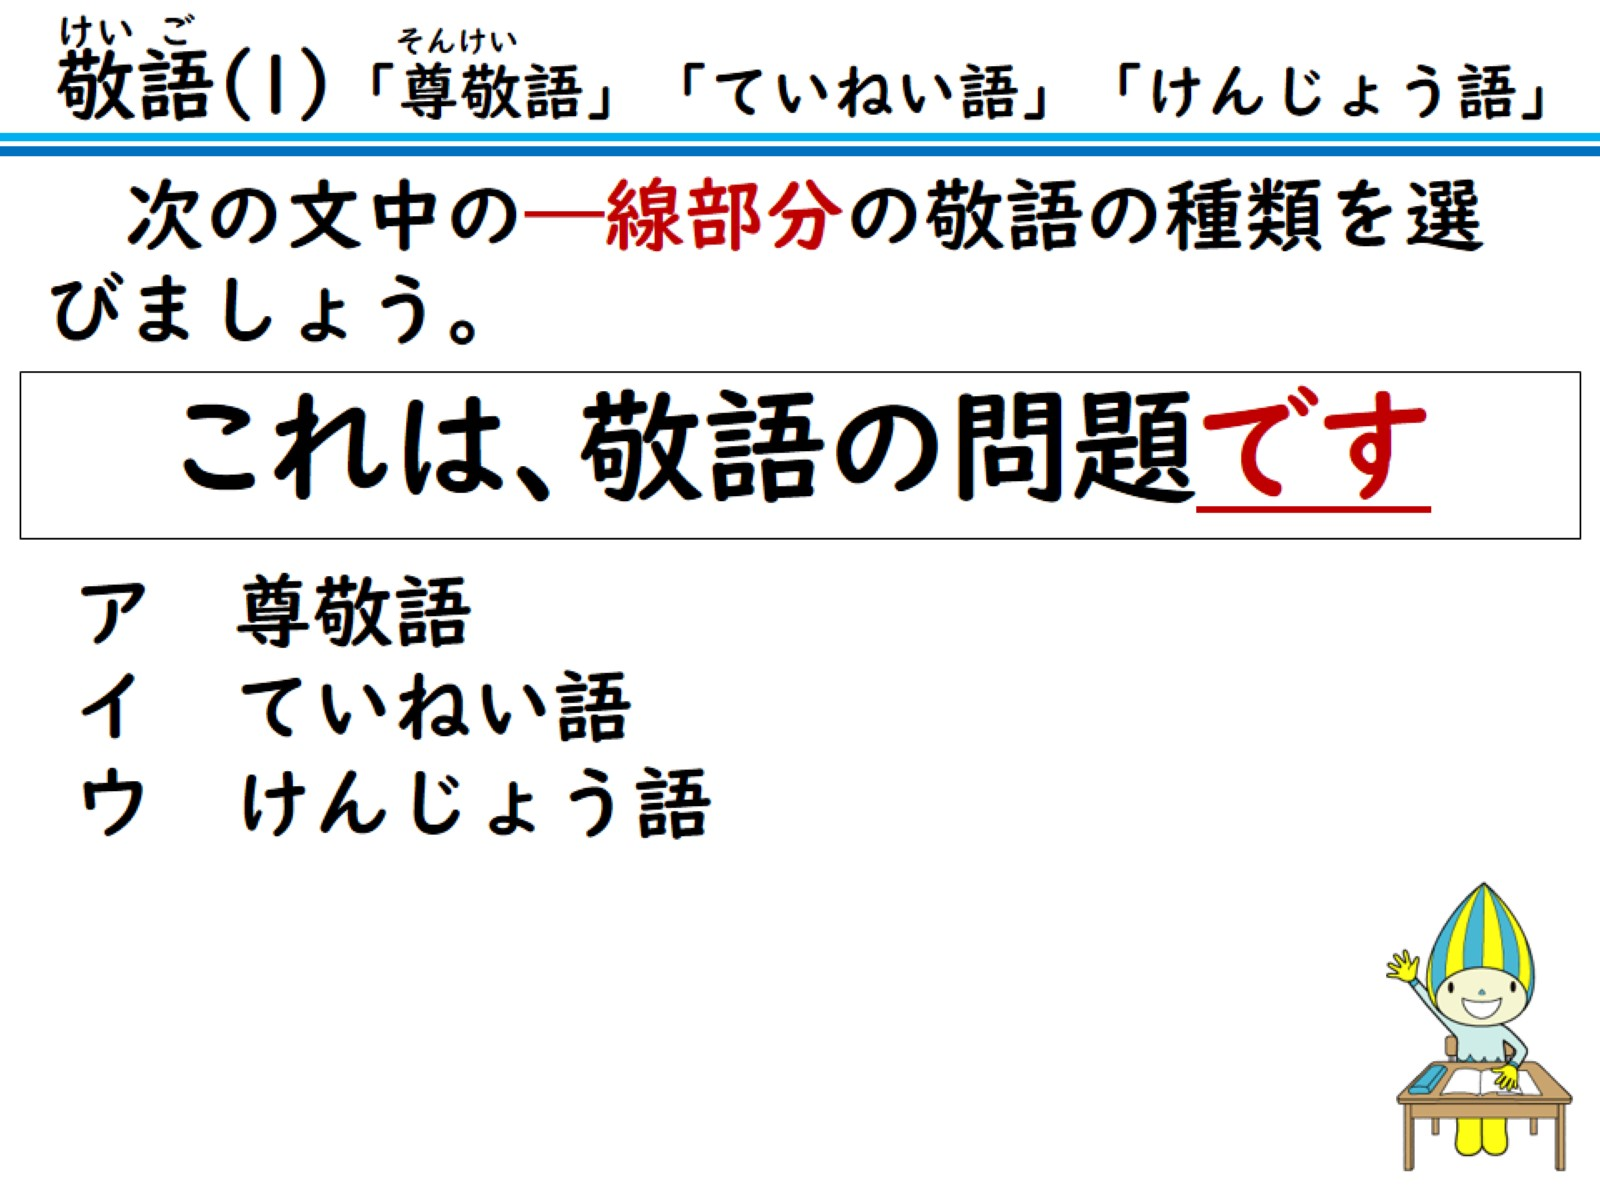 けい ご そんけい
敬語(1)「尊敬語」「ていねい語」「けんじょう語」
次の文中の―線部分の敬語の種類を選
びましょう。
これは、敬語の問題です
ア 尊敬語
イ ていねい語
ウ けんじょう語